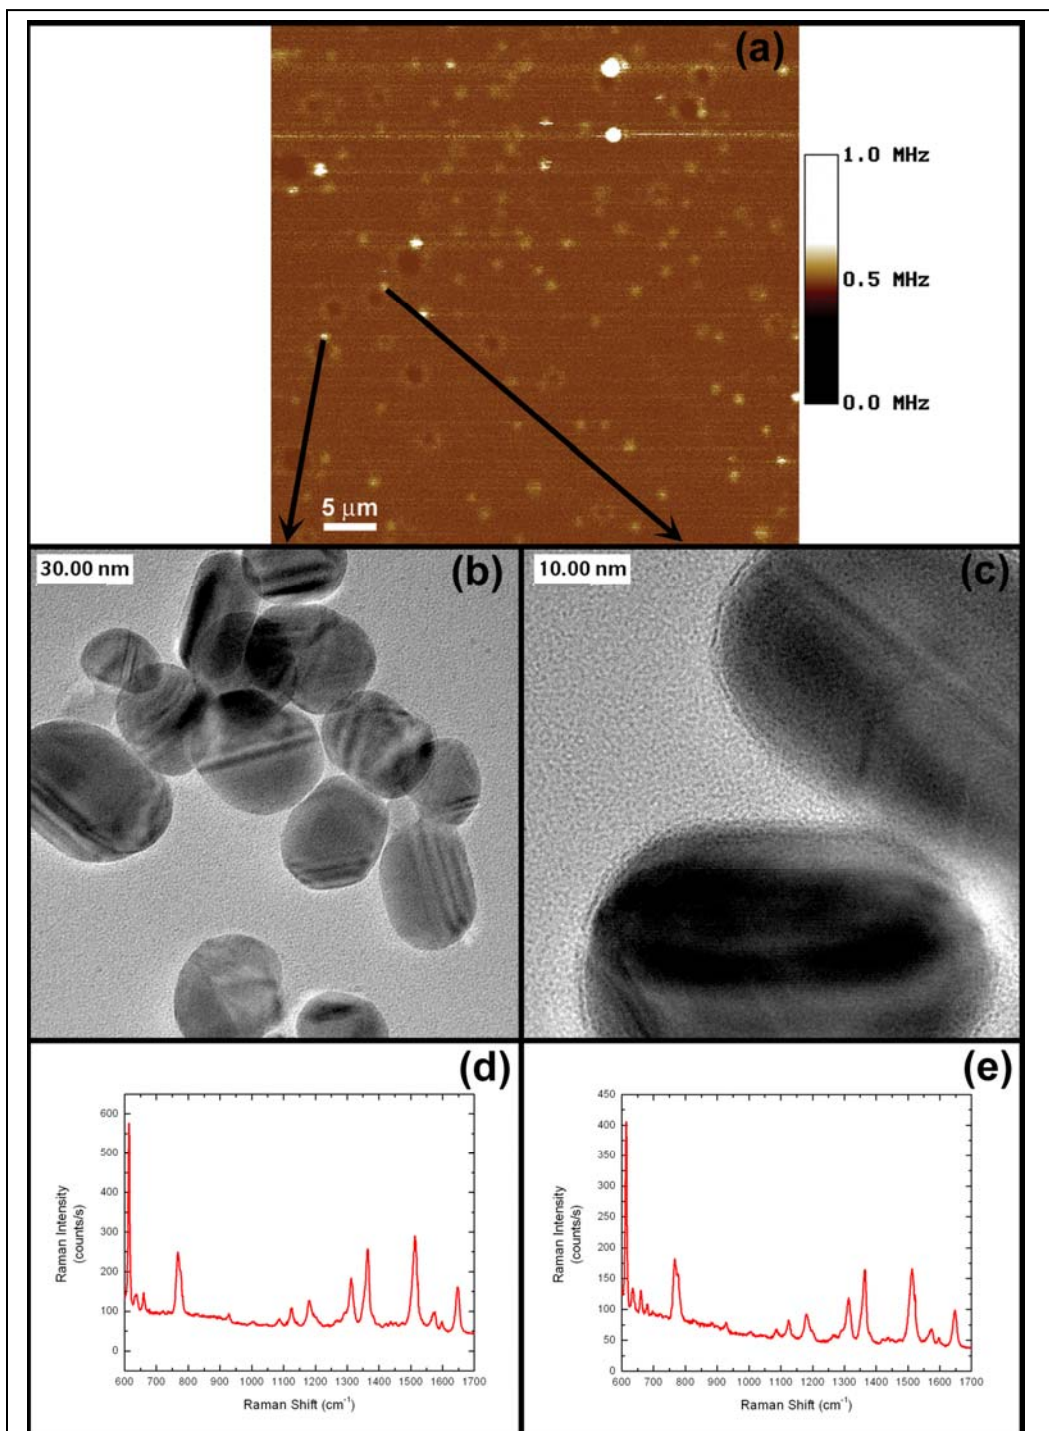 (a)
1.0 MHz
0.5 MHz
0.0 MHz
5 μm
30.00 nm
(b)
10.00 nm
(c)
(d)
600
500
400
300
200
100
0
Raman Intensity
(counts/s)
600 700 800 900 1000 1100 1200 1300 1400 1500 1600 1700
Raman Shift (cm⁻¹)
(e)
450
400
350
300
250
200
150
100
50
0
Raman Intensity
(counts/s)
600 700 800 900 1000 1100 1200 1300 1400 1500 1600 1700
Raman Shift (cm⁻¹)